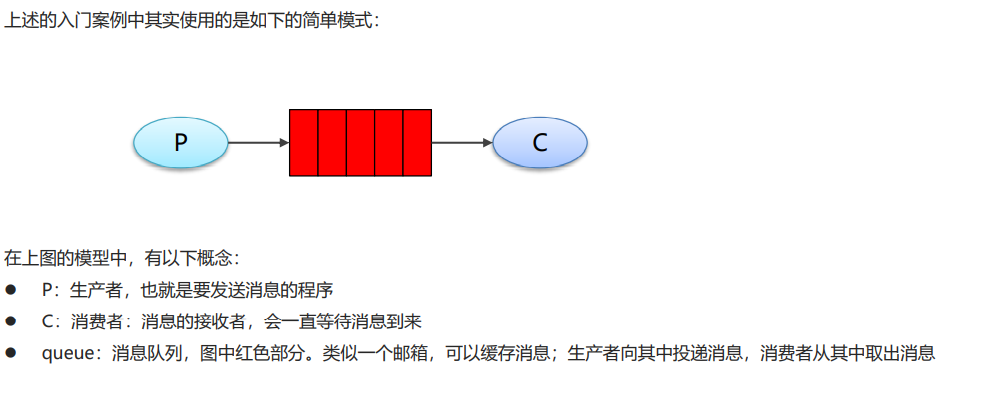 上述的入门案例中其实使用的是如下的简单模式：
P
C
在上图的模型中，有以下概念：
● P：生产者，也就是要发送消息的程序
● C：消费者：消息的接收者，会一直等待消息到来
● queue：消息队列，图中红色部分。类似一个邮箱，可以缓存消息；生产者向其中投递消息，消费者从其中取出消息